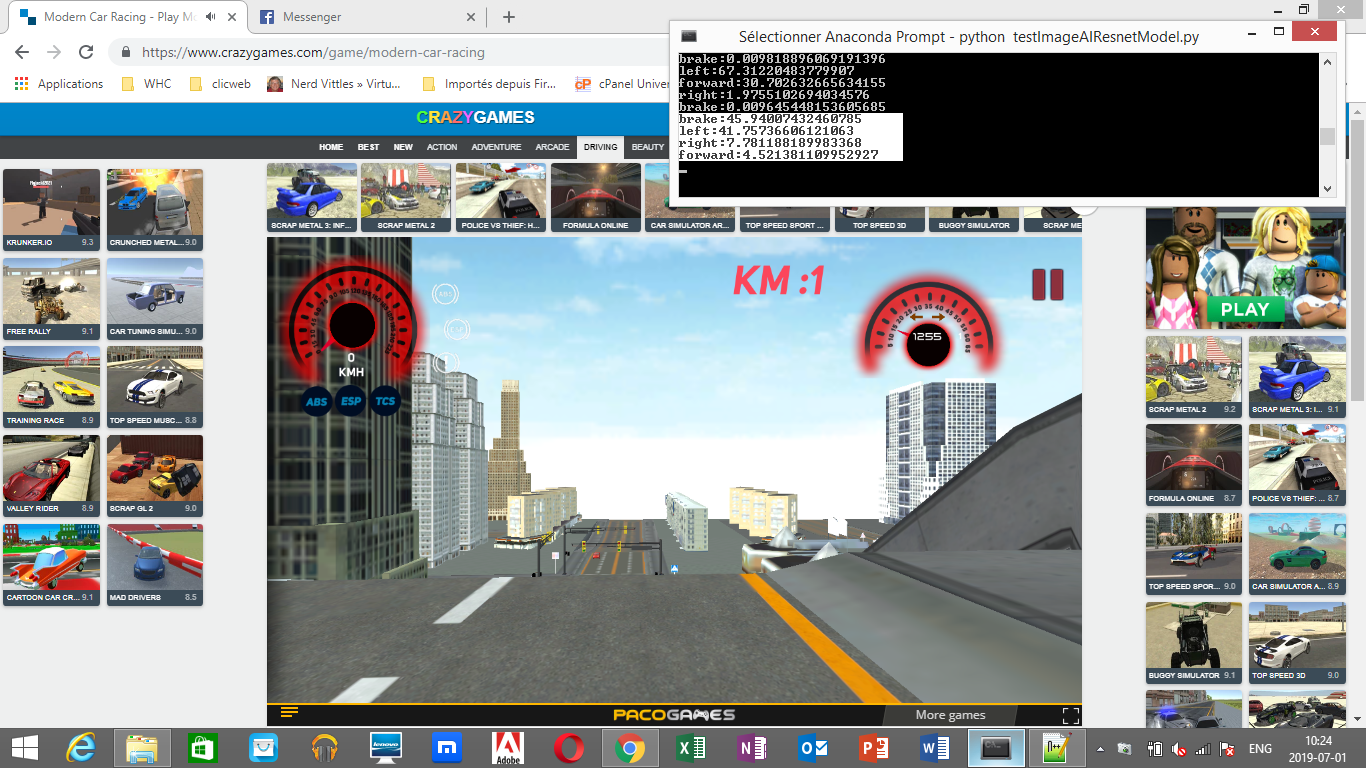 Modern Car Racing - Play Mo
Messenger
https://www.crazygames.com/game/modern-car-racing
Applications
WHC
clicweb
Nerd Vittles » Virtu...
Importés depuis Fir...
cPanel Univer
Sélectionner Anaconda Prompt - python testImageAIResnetModel.py
brake:0.009818896069191396
left:67.31220483779907
forward:30.702632665634155
right:1.9755102694034576
brake:0.009645448153605685
brake:45.94007432460785
left:41.75736606121063
right:7.781188189983368
forward:4.521381109952927
CRAZYGAMES
HOME BEST NEW ACTION ADVENTURE ARCADE DRIVING BEAUTY
SCRAP METAL 3: INF...
SCRAP METAL 2
POLICE VS THIEF: H...
FORMULA ONLINE
CAR SIMULATOR AR...
TOP SPEED SPORT ...
TOP SPEED 3D
BUGGY SIMULATOR
SCRAP ME
KRUNKER.IO 9.3
CRUNCHED METAL... 9.0
FREE RALLY 9.1
CAR TUNING SIMU... 9.0
TRAINING RACE 8.9
TOP SPEED MUSC... 8.8
VALLEY RIDER 8.9
SCRAP GL 2 9.0
CARTOON CAR CR... 9.1
MAD DRIVERS 8.5
KM :1
0
KMH
ABS ESP TCS
1255
PLAY
SCRAP METAL 2 9.2
SCRAP METAL 3: I... 9.1
FORMULA ONLINE 8.7
POLICE VS THIEF: ... 8.7
TOP SPEED SPOR... 9.0
CAR SIMULATOR A... 8.9
BUGGY SIMULATOR 9.1
TOP SPEED 3D 9.0
PACOGAMES
More games
lenovo
Adobe
ENG
10:24
2019-07-01